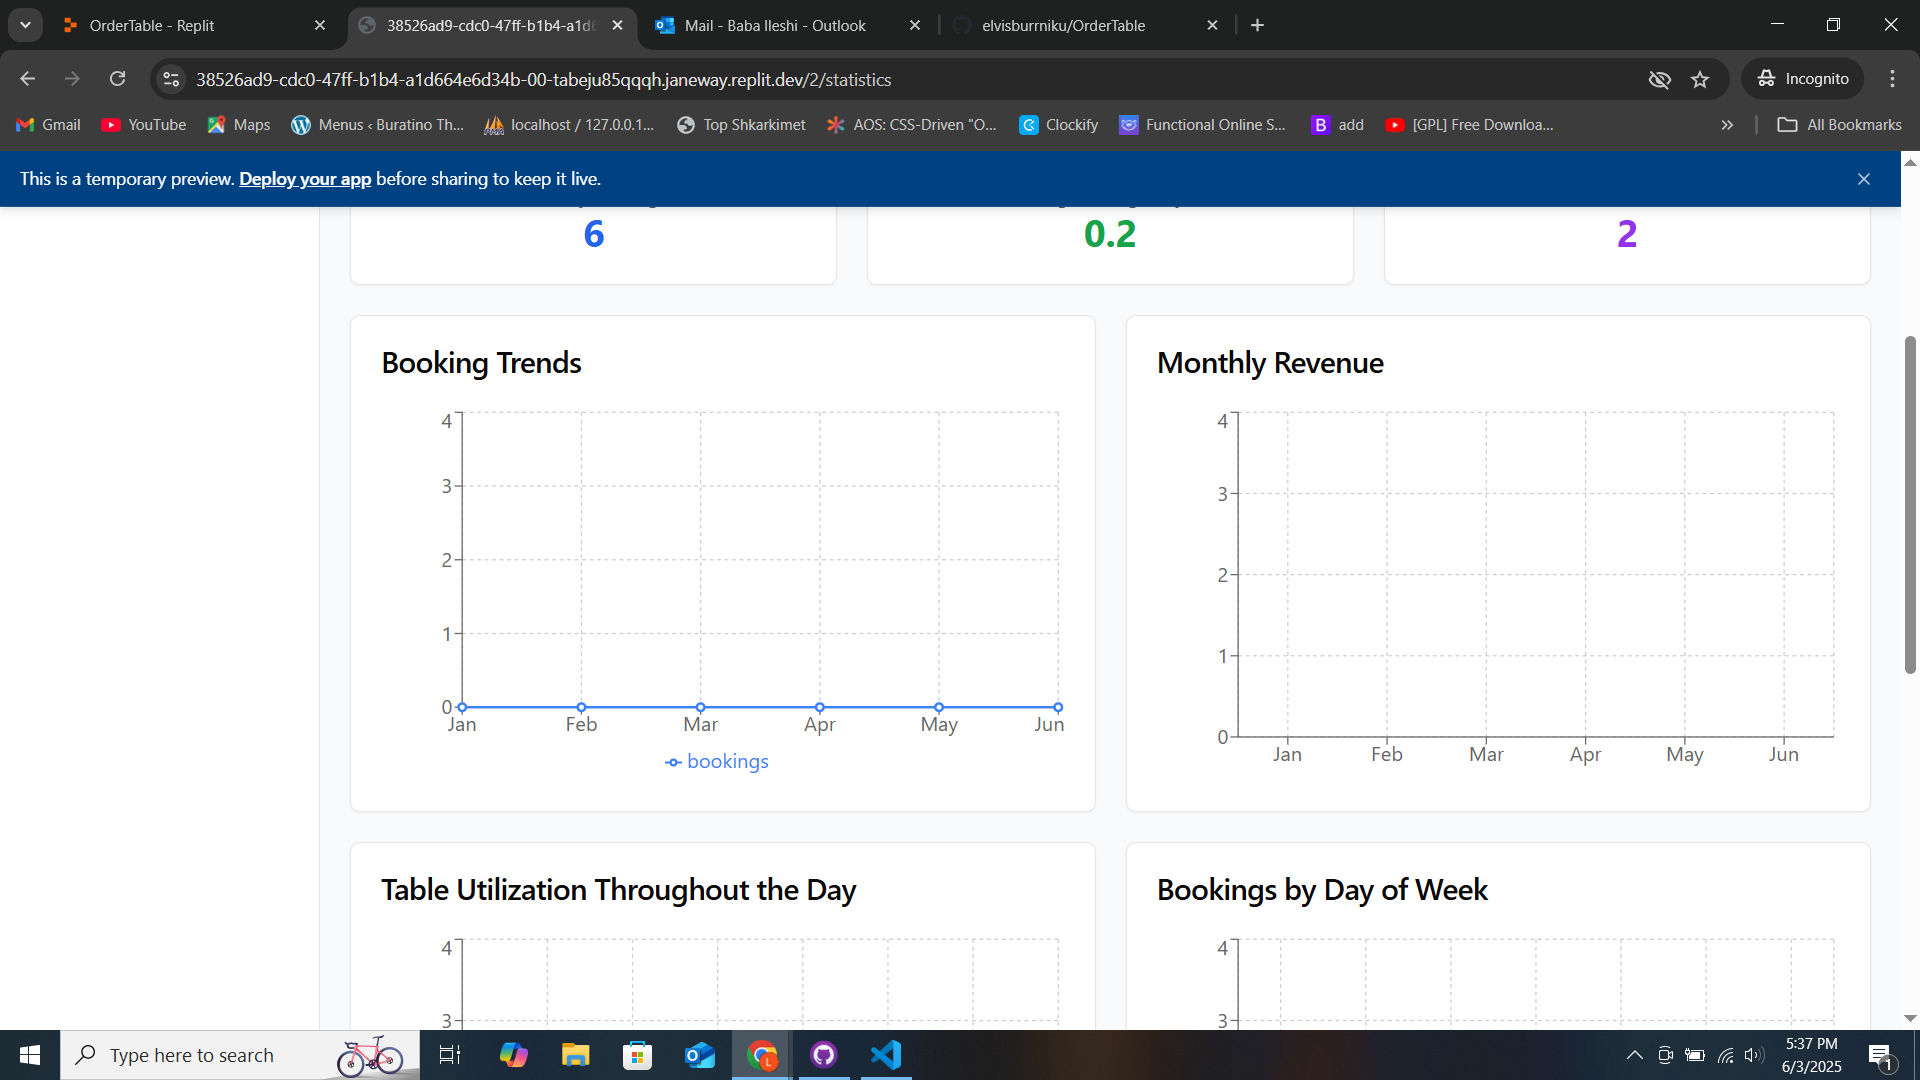 OrderTable - Replit
38526ad9-cdc0-47ff-b1b4-a1d6
Mail - Baba Ileshi - Outlook
elvisburrniku/OrderTable
38526ad9-cdc0-47ff-b1b4-a1d664e6d34b-00-tabeju85qqqh.janeway.replit.dev/2/statistics
Incognito
Gmail
YouTube
Maps
Menus ‹ Buratino Th...
localhost / 127.0.0.1...
Top Shkarkimet
AOS: CSS-Driven "O...
Clockify
Functional Online S...
B add
[GPL] Free Downloa...
All Bookmarks
This is a temporary preview. Deploy your app before sharing to keep it live.
6
0.2
2
Booking Trends
4
3
2
1
0
Jan Feb Mar Apr May Jun
bookings
Monthly Revenue
4
3
2
1
0
Jan Feb Mar Apr May Jun
Table Utilization Throughout the Day
4
3
Bookings by Day of Week
4
3
Type here to search
5:37 PM
6/3/2025
1